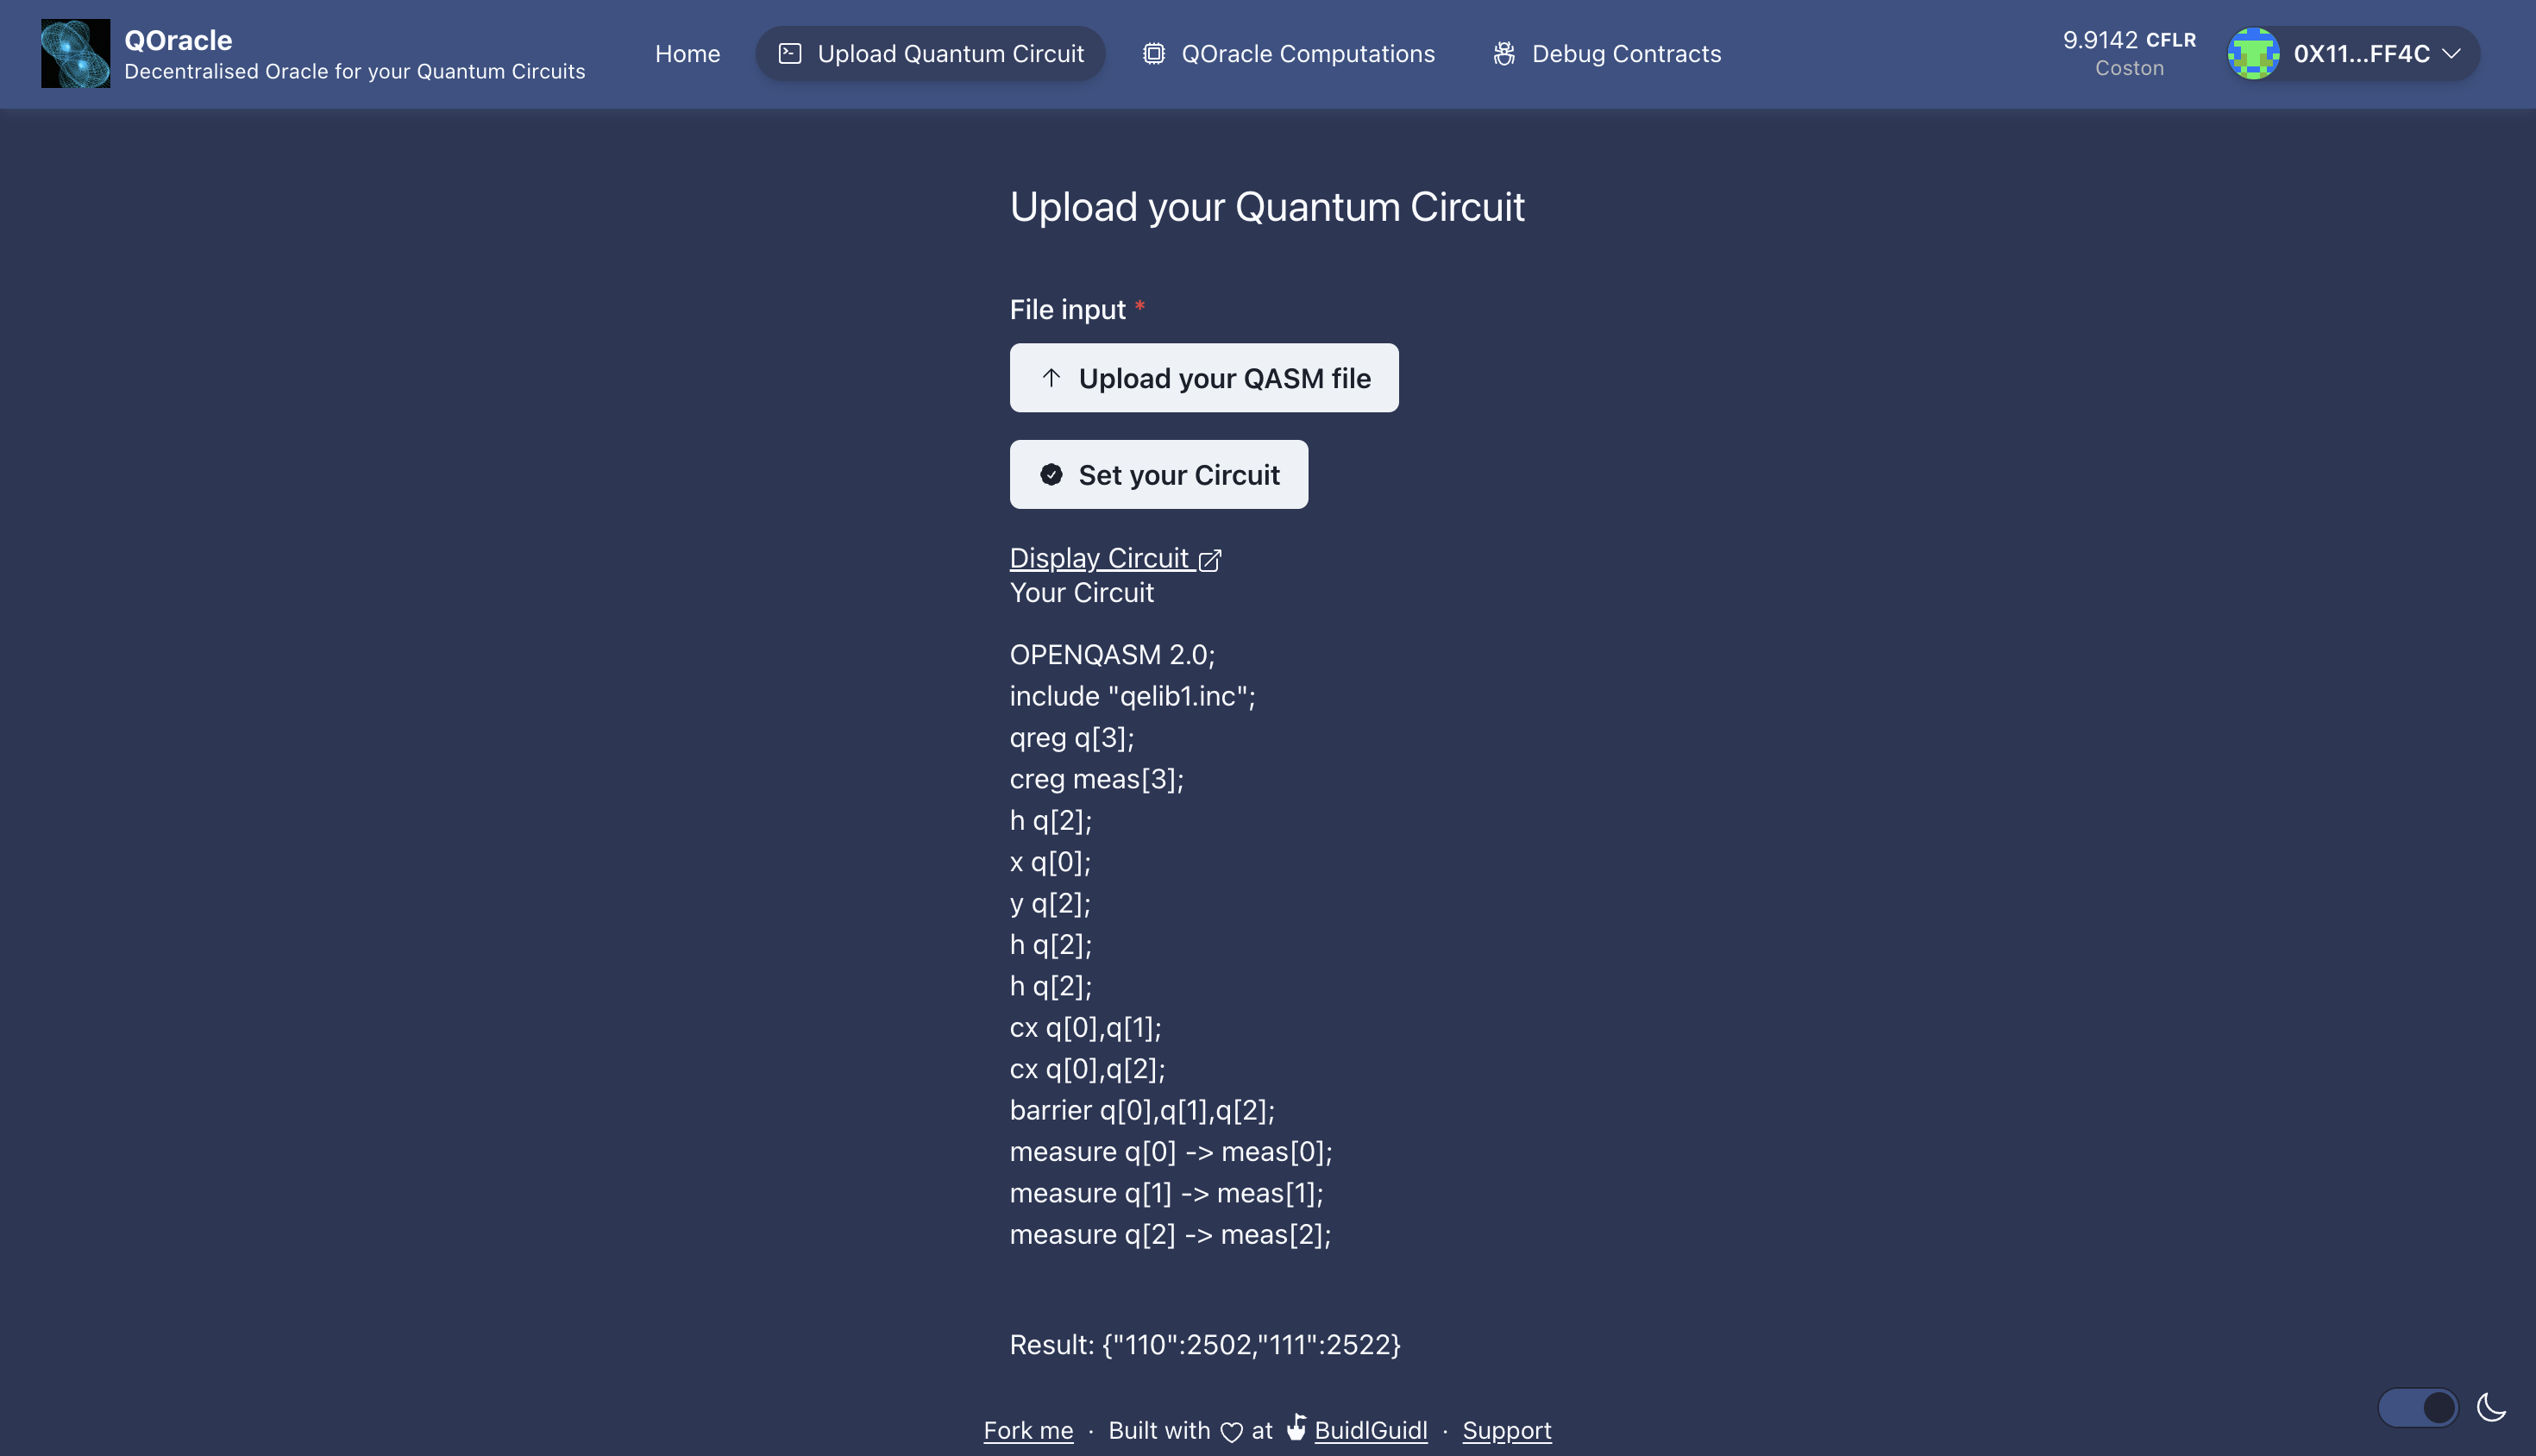 QOracle
Decentralised Oracle for your Quantum Circuits
Home
Upload Quantum Circuit
QOracle Computations
Debug Contracts
9.9142 CFLR
Coston
0X11...FF4C
Upload your Quantum Circuit
File input *
Upload your QASM file
Set your Circuit
Display Circuit
Your Circuit
OPENQASM 2.0;
include "qelib1.inc";
qreg q[3];
creg meas[3];
h q[2];
x q[0];
y q[2];
h q[2];
h q[2];
cx q[0],q[1];
cx q[0],q[2];
barrier q[0],q[1],q[2];
measure q[0] -> meas[0];
measure q[1] -> meas[1];
measure q[2] -> meas[2];
Result: {"110":2502,"111":2522}
Fork me · Built with ♡ at BuidlGuidl · Support